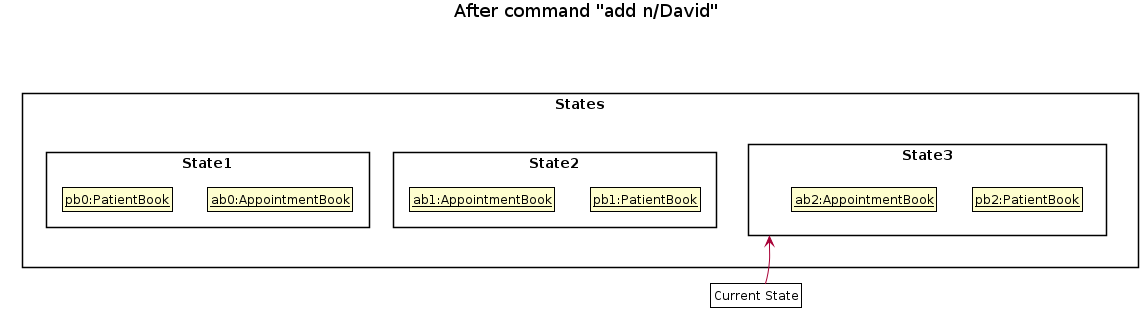 After command "add n/David"
States
State1
pb0:PatientBook
ab0:AppointmentBook
State2
ab1:AppointmentBook
pb1:PatientBook
State3
ab2:AppointmentBook
pb2:PatientBook
Current State